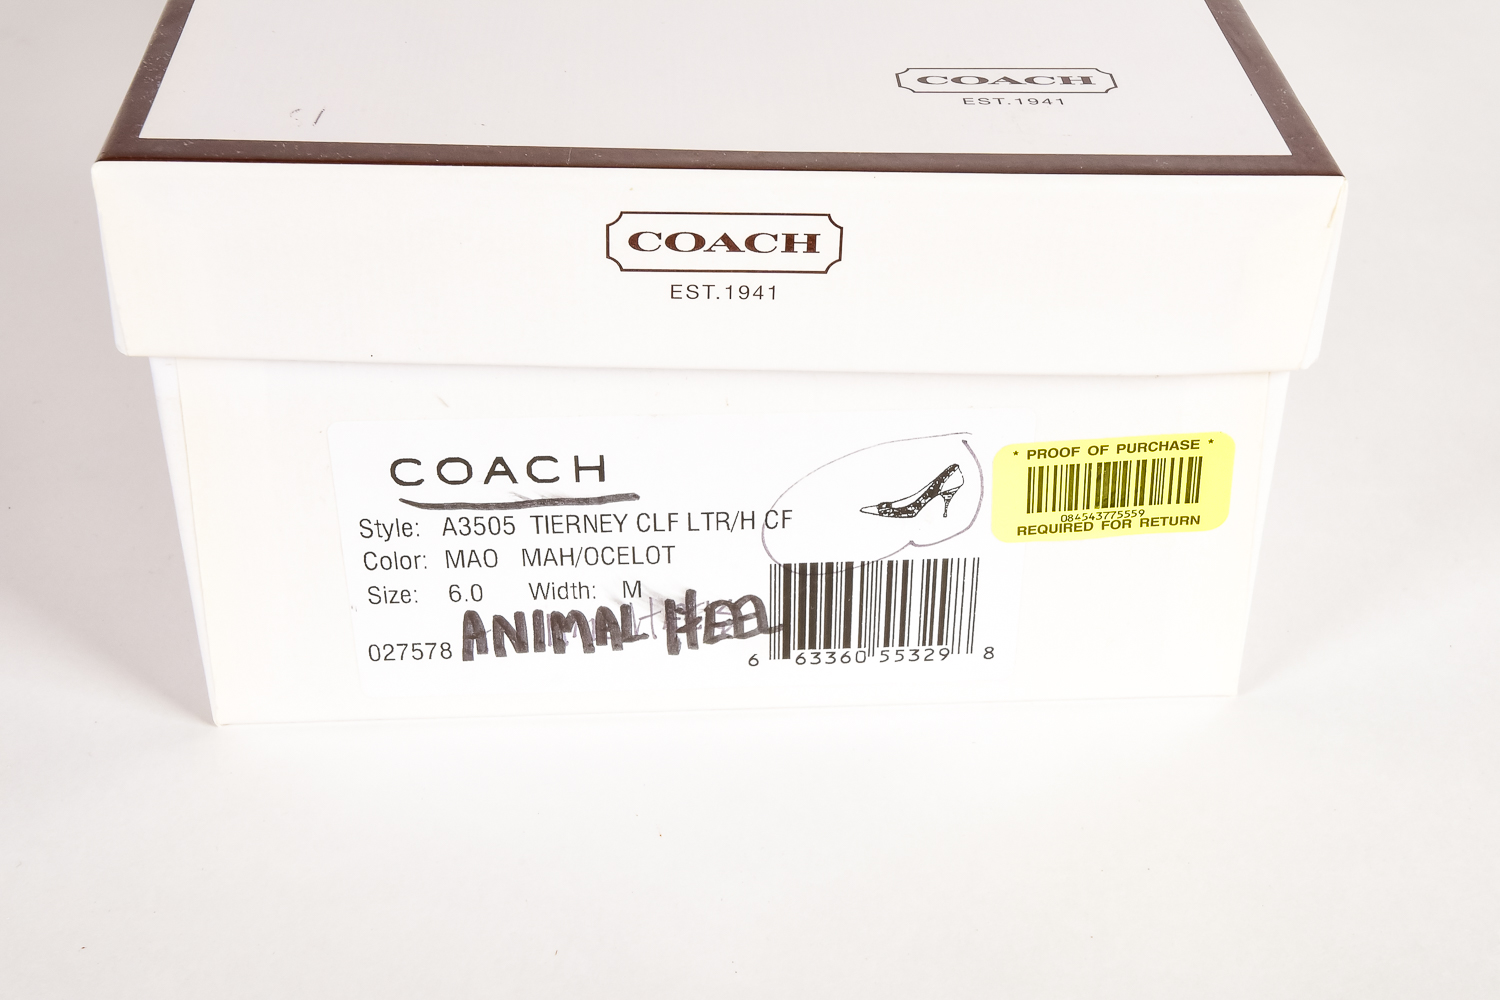 COACH
EST.1941
COACH
EST.1941
COACH
Style: A3505 TIERNEY CLF LTR/H CF
Color: MAO MAH/OCELOT
Size: 6.0 Width: M
ANIMAL HEEL
027578
6 63360 55329 8
* PROOF OF PURCHASE *
084543775559
REQUIRED FOR RETURN